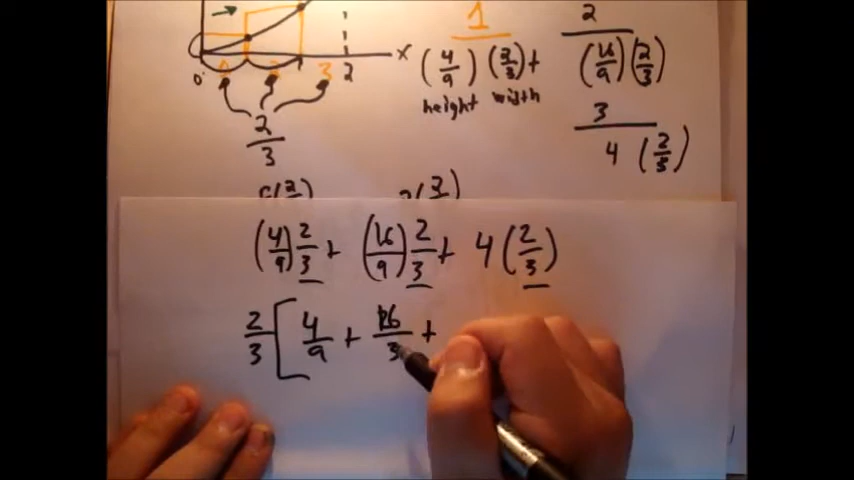 1
2
x
0 1 2 3 2
(4/9) (2/3) +
(16/9) (2/3)
height width
2/3
3
4 (2/3)
(4/9) 2/3 + (16/9) 2/3 + 4 (2/3)
2/3 [ 4/9 + 16/3 +